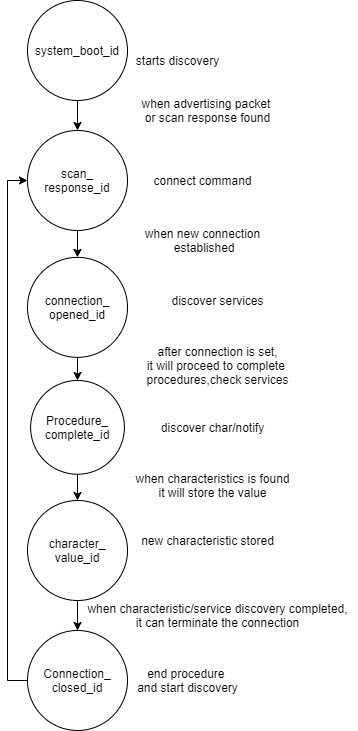 system_boot_id
starts discovery
when advertising packet
or scan response found
scan_
response_id
connect command
when new connection
established
connection_
opened_id
discover services
after connection is set,
it will proceed to complete
procedures,check services
Procedure_
complete_id
discover char/notify
when characteristics is found
it will store the value
character_
value_id
new characteristic stored
when characteristic/service discovery completed,
it can terminate the connection
Connection_
closed_id
end procedure
and start discovery